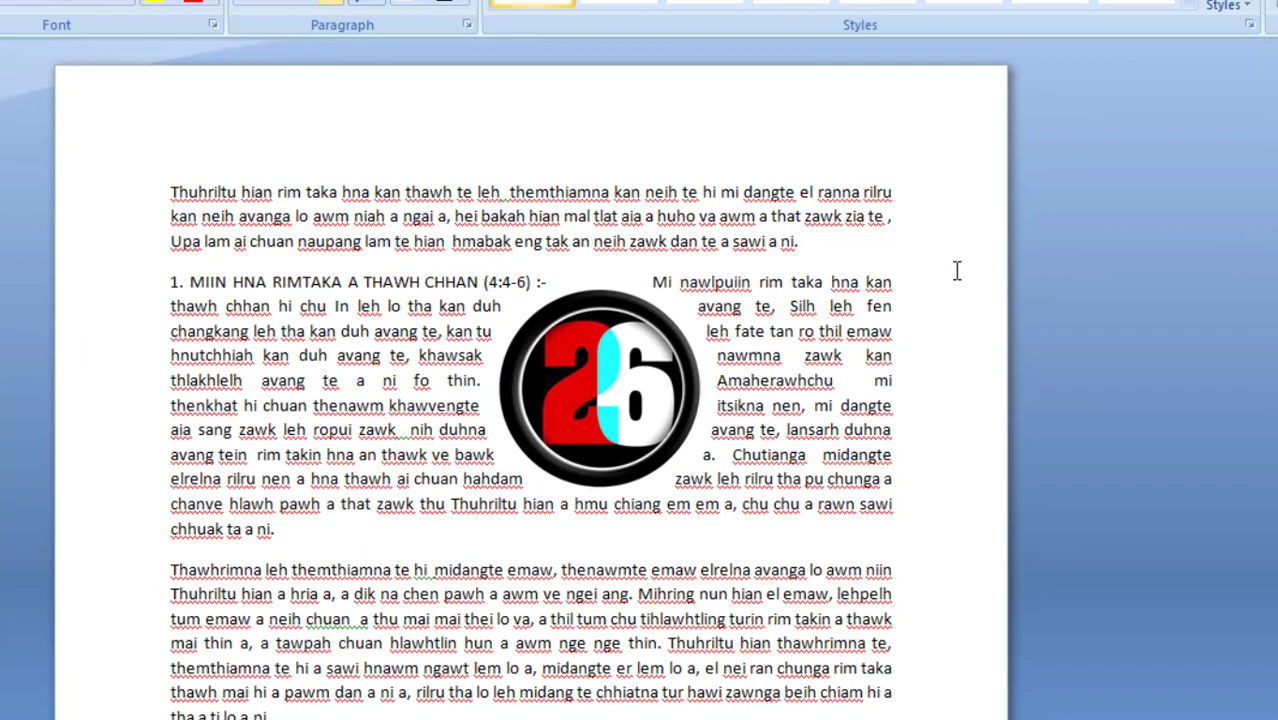 Styles
Font Paragraph Styles
Thuhriltu hian rim taka hna kan thawh te leh themthiamna kan neih te hi mi dangte el ranna rilru
kan neih avanga lo awm niah a ngai a, hei bakah hian mal tlat aia a huho va awm a that zawk zia te ,
Upa lam ai chuan naupang lam te hian hmabak eng tak an neih zawk dan te a sawi a ni.
1. MIIN HNA RIMTAKA A THAWH CHHAN (4:4-6) :- Mi nawlpuiin rim taka hna kan
thawh chhan hi chu In leh lo tha kan duh avang te, Silh leh fen
changkang leh tha kan duh avang te, kan tu leh fate tan ro thil emaw
hnutchhiah kan duh avang te, khawsak nawmna zawk kan
thlakhlelh avang te a ni fo thin. Amaherawhchu mi
thenkhat hi chuan thenawm khawvengte itsikna nen, mi dangte
aia sang zawk leh ropui zawk nih duhna avang te, lansarh duhna
26
avang tein rim takin hna an thawk ve bawk a. Chutianga midangte
elrelna rilru nen a hna thawh ai chuan hahdam zawk leh rilru tha pu chunga a
chanve hlawh pawh a that zawk thu Thuhriltu hian a hmu chiang em em a, chu chu a rawn sawi
chhuak ta a ni.
Thawhrimna leh themthiamna te hi midangte emaw, thenawmte emaw elrelna avanga lo awm niin
Thuhriltu hian a hria a, a dik na chen pawh a awm ve ngei ang. Mihring nun hian el emaw, lehpelh
tum emaw a neih chuan a thu mai mai thei lo va, a thil tum chu tihlawhtling turin rim takin a thawk
mai thin a, a tawpah chuan hlawhtlin hun a awm nge nge thin. Thuhriltu hian thawhrimna te,
themthiamna te hi a sawi hnawm ngawt lem lo a, midangte er lem lo a, el nei ran chunga rim taka
thawh mai hi a pawm dan a ni a, rilru tha lo leh midang te chhiatna tur hawi zawnga beih chiam hi a
tha a ti lo a ni.